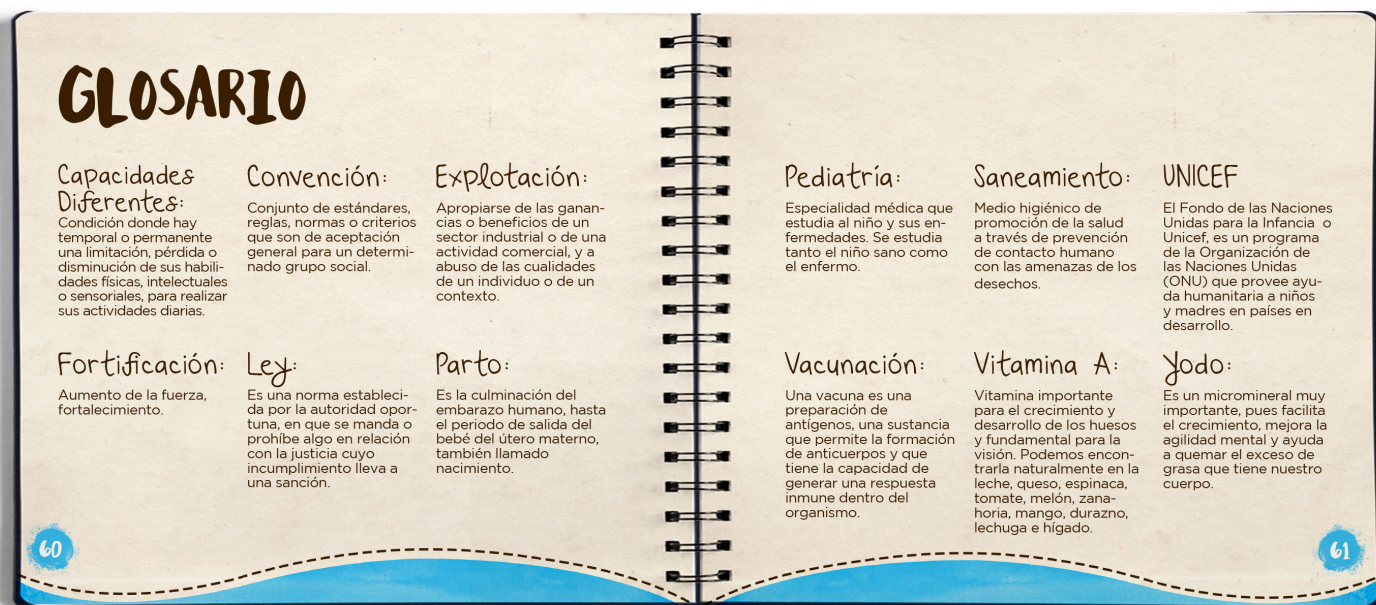 GLOSARIO
Capacidades
Diferentes:
Condición donde hay
temporal o permanente
una limitación, pérdida o
disminución de sus habili-
dades físicas, intelectuales
o sensoriales, para realizar
sus actividades diarias.
Convención:
Conjunto de estándares,
reglas, normas o criterios
que son de aceptación
general para un determi-
nado grupo social.
Explotación:
Apropiarse de las ganan-
cias o beneficios de un
sector industrial o de una
actividad comercial, y a
abuso de las cualidades
de un individuo o de un
contexto.
Fortificación:
Aumento de la fuerza,
fortalecimiento.
Ley:
Es una norma estableci-
da por la autoridad opor-
tuna, en que se manda o
prohíbe algo en relación
con la justicia cuyo
incumplimiento lleva a
una sanción.
Parto:
Es la culminación del
embarazo humano, hasta
el periodo de salida del
bebé del útero materno,
también llamado
nacimiento.
60
Pediatría:
Especialidad médica que
estudia al niño y sus en-
fermedades. Se estudia
tanto el niño sano como
el enfermo.
Saneamiento:
Medio higiénico de
promoción de la salud
a través de prevención
de contacto humano
con las amenazas de los
desechos.
UNICEF
El Fondo de las Naciones
Unidas para la Infancia o
Unicef, es un programa
de la Organización de
las Naciones Unidas
(ONU) que provee ayu-
da humanitaria a niños
y madres en países en
desarrollo.
Vacunación:
Una vacuna es una
preparación de
antígenos, una sustancia
que permite la formación
de anticuerpos y que
tiene la capacidad de
generar una respuesta
inmune dentro del
organismo.
Vitamina A:
Vitamina importante
para el crecimiento y
desarrollo de los huesos
y fundamental para la
visión. Podemos encon-
trarla naturalmente en la
leche, queso, espinaca,
tomate, melón, zana-
horia, mango, durazno,
lechuga e hígado.
Yodo:
Es un micromineral muy
importante, pues facilita
el crecimiento, mejora la
agilidad mental y ayuda
a quemar el exceso de
grasa que tiene nuestro
cuerpo.
61